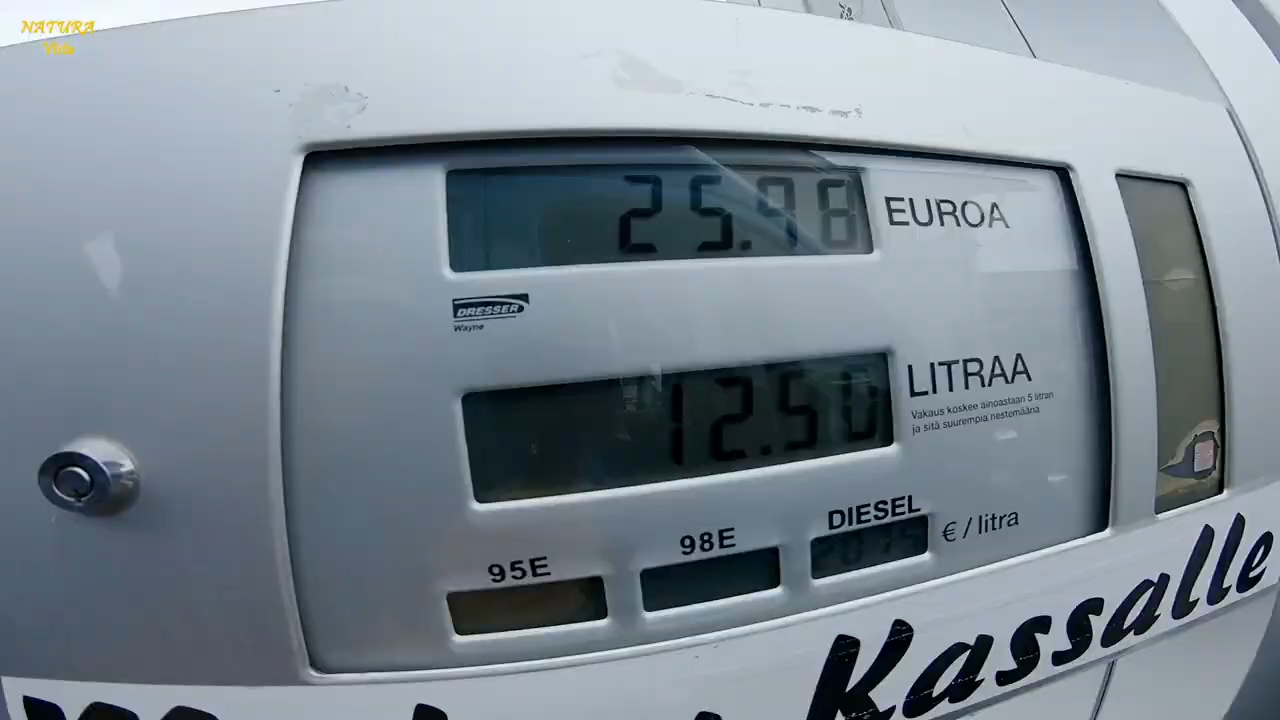 NATURA
Vida
25.98
EUROA
DRESSER
Wayne
12.50
LITRAA
Vakaus koskee ainoastaan 5 litran
ja sitä suurempia nestemääriä
95E
98E
DIESEL
€ / litra
Kassalle